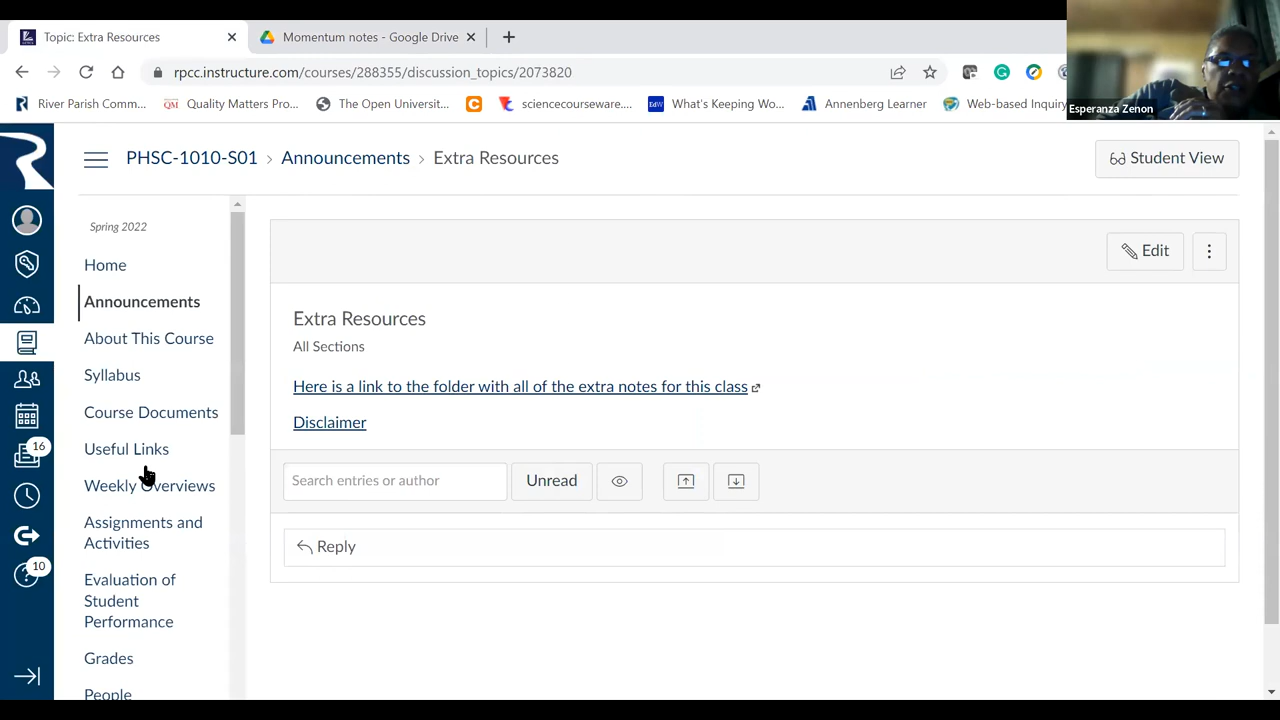 Topic: Extra Resources
Momentum notes - Google Drive
rpcc.instructure.com/courses/288355/discussion_topics/2073820
River Parish Comm...
QM
Quality Matters Pro...
The Open Universit...
C
sciencecourseware....
EdW
What's Keeping Wo...
Annenberg Learner
Web-based Inquiry
Esperanza Zenon
PHSC-1010-S01 > Announcements > Extra Resources
Student View
Spring 2022
Home
Announcements
About This Course
Syllabus
Course Documents
Useful Links
Weekly Overviews
Assignments and
Activities
Evaluation of
Student
Performance
Grades
People
16
10
Edit
Extra Resources
All Sections
Here is a link to the folder with all of the extra notes for this class
Disclaimer
Search entries or author
Unread
Reply